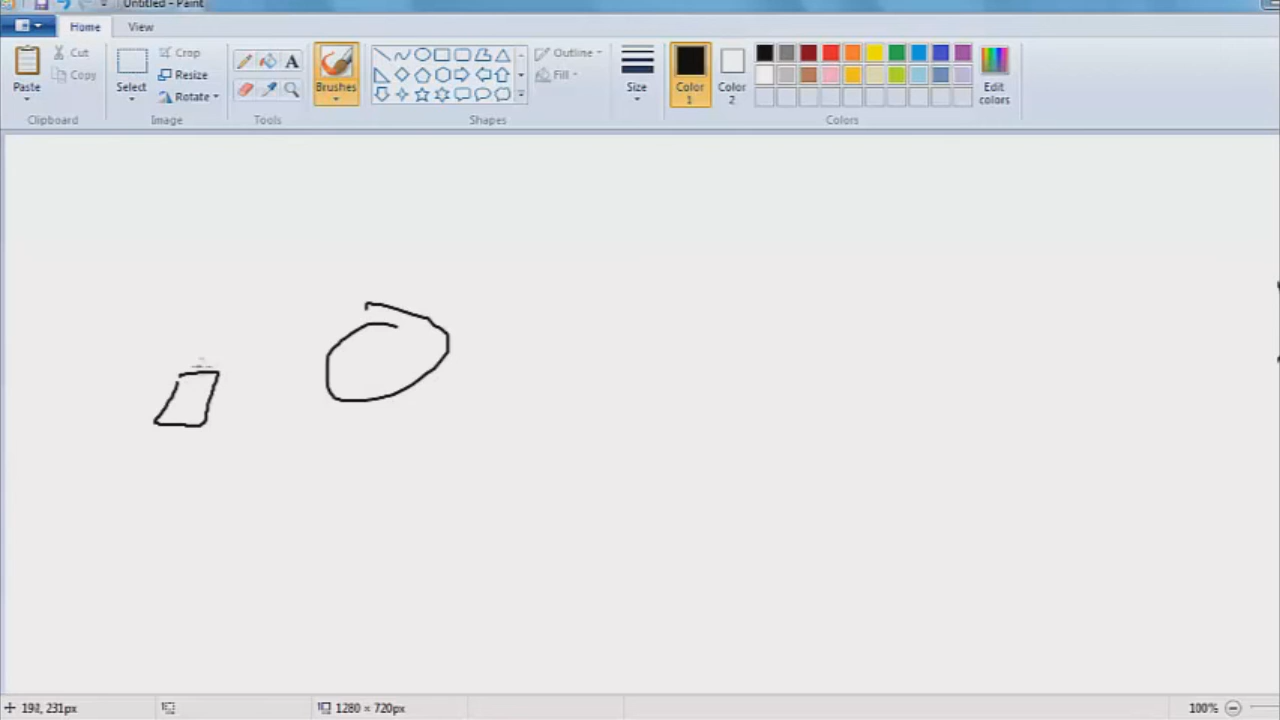 Untitled - Paint
Home View
Paste
Cut
Copy
Clipboard
Select
Crop
Resize
Rotate
Image
A
Tools
Brushes
Outline
Fill
Shapes
Size
Color 1
Color 2
Edit colors
Colors
231px
1280 × 720px
100%